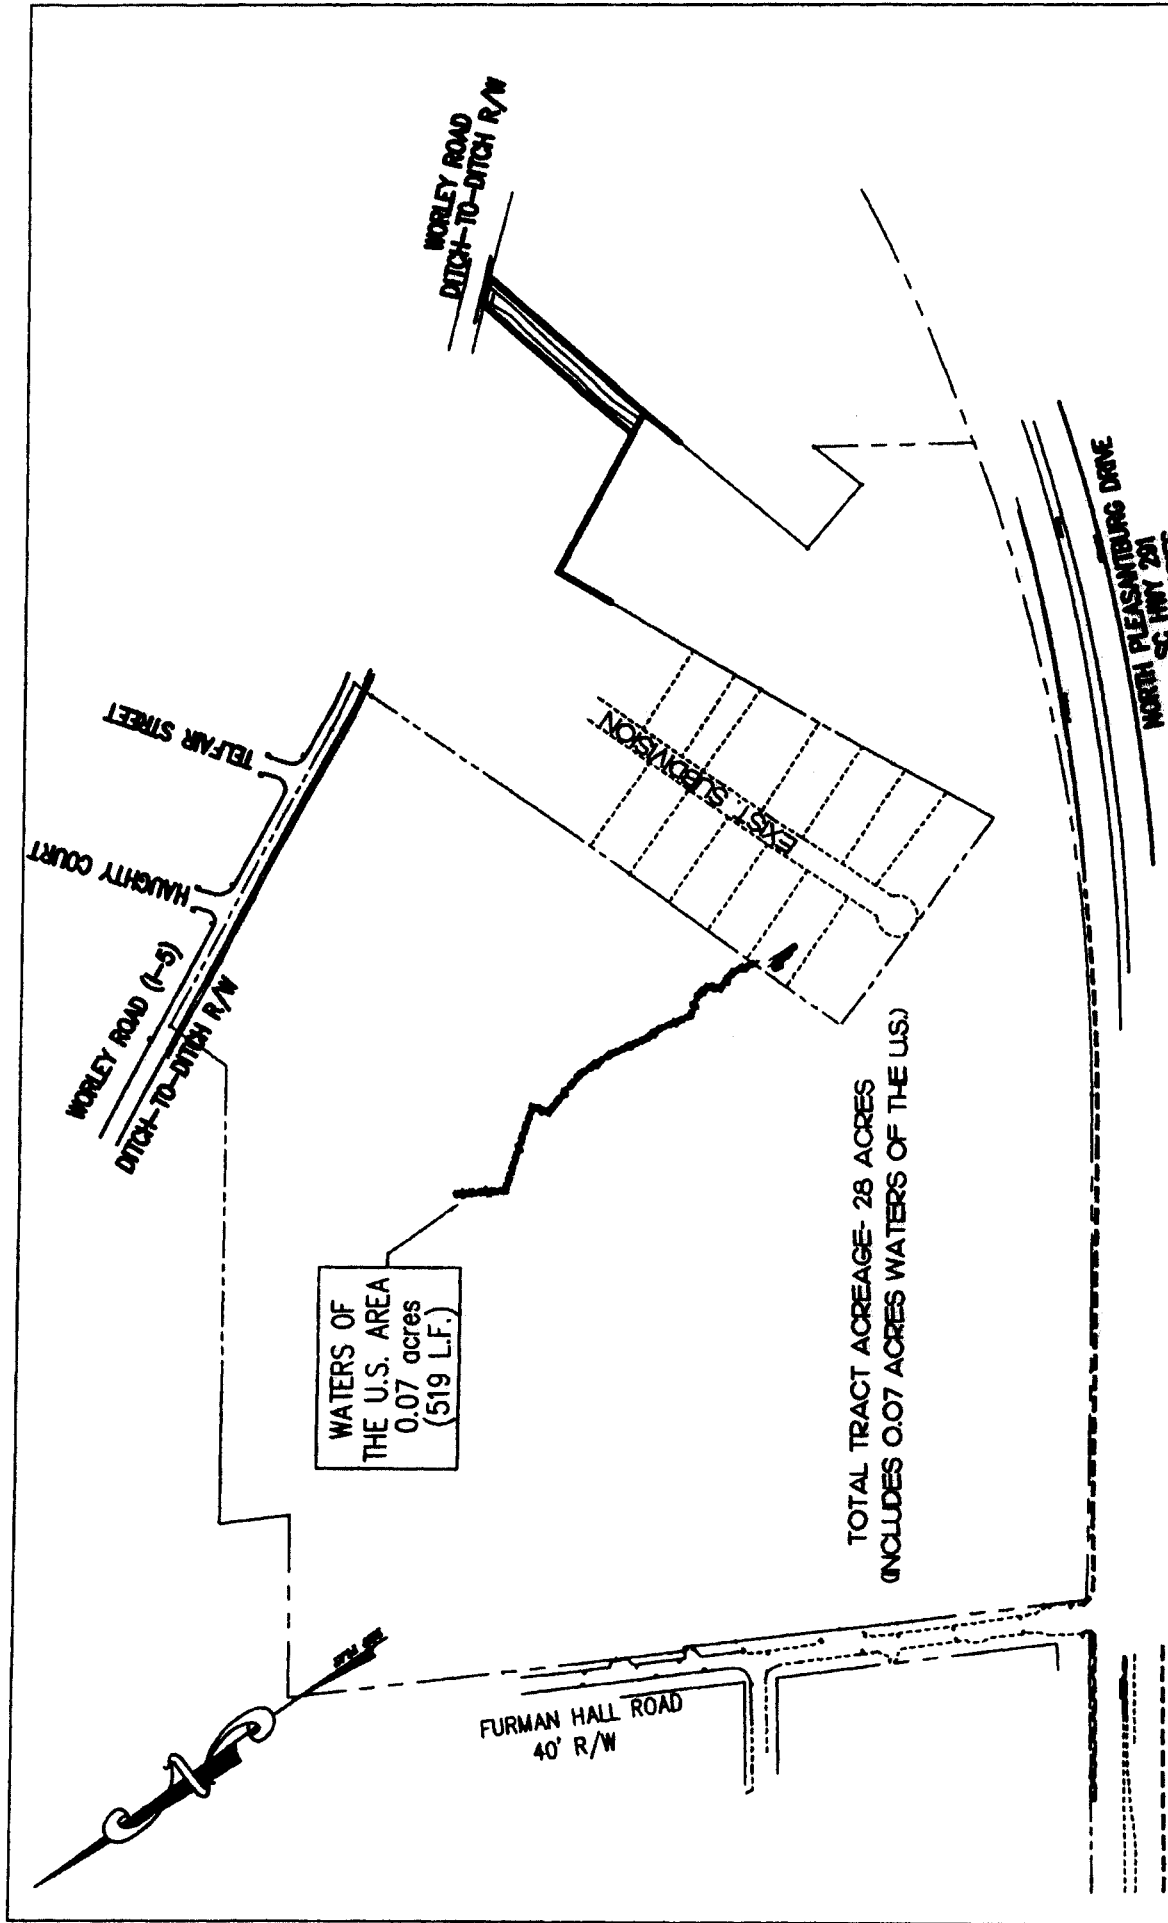 WORLEY ROAD
DITCH-TO-DITCH R/W
TELFAIR STREET
HAUGHTY COURT
WORLEY ROAD (I-5)
DITCH-TO-DITCH R/W
EXIST. SUBDIVISION
NORTH PLEASANTBURG DRIVE
SC HWY 291
WATERS OF
THE U.S. AREA
0.07 acres
(519 L.F.)
TOTAL TRACT ACREAGE- 28 ACRES
(INCLUDES 0.07 ACRES WATERS OF THE U.S.)
FURMAN HALL ROAD
40' R/W
N